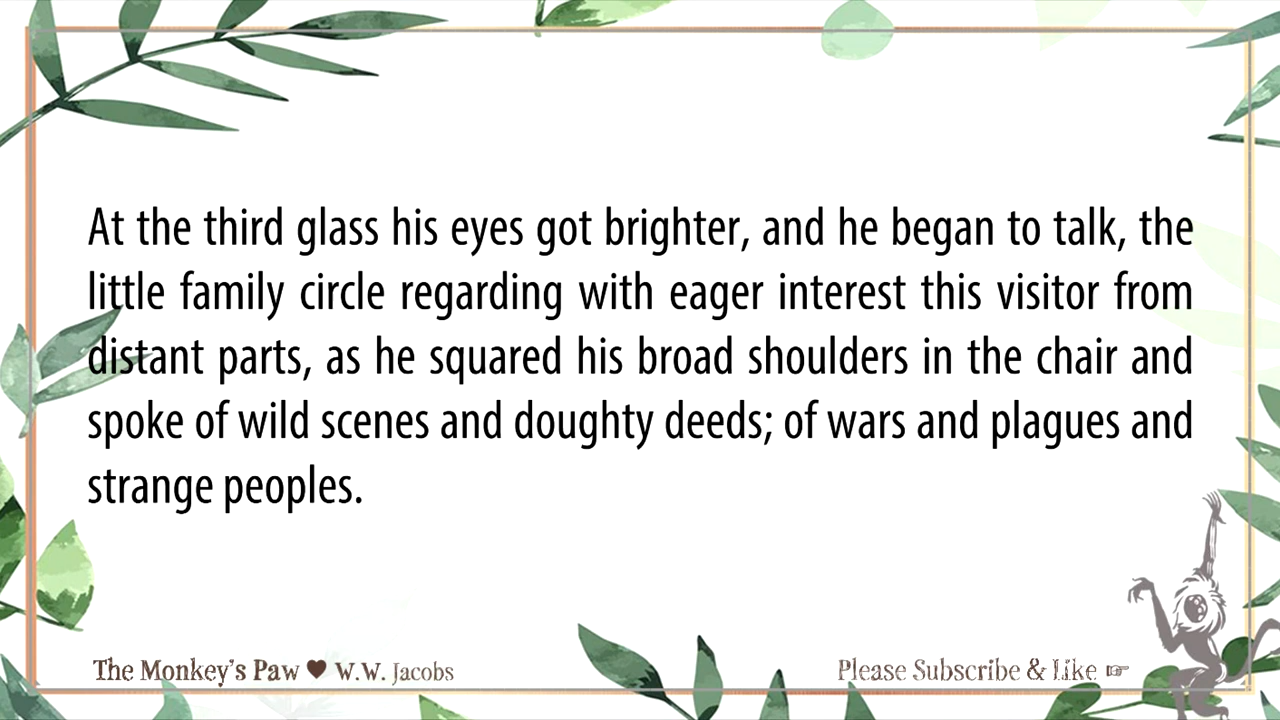 At the third glass his eyes got brighter, and he began to talk, the
little family circle regarding with eager interest this visitor from
distant parts, as he squared his broad shoulders in the chair and
spoke of wild scenes and doughty deeds; of wars and plagues and
strange peoples.
The Monkey's Paw ♥ W.W. Jacobs
Please Subscribe & Like ☞